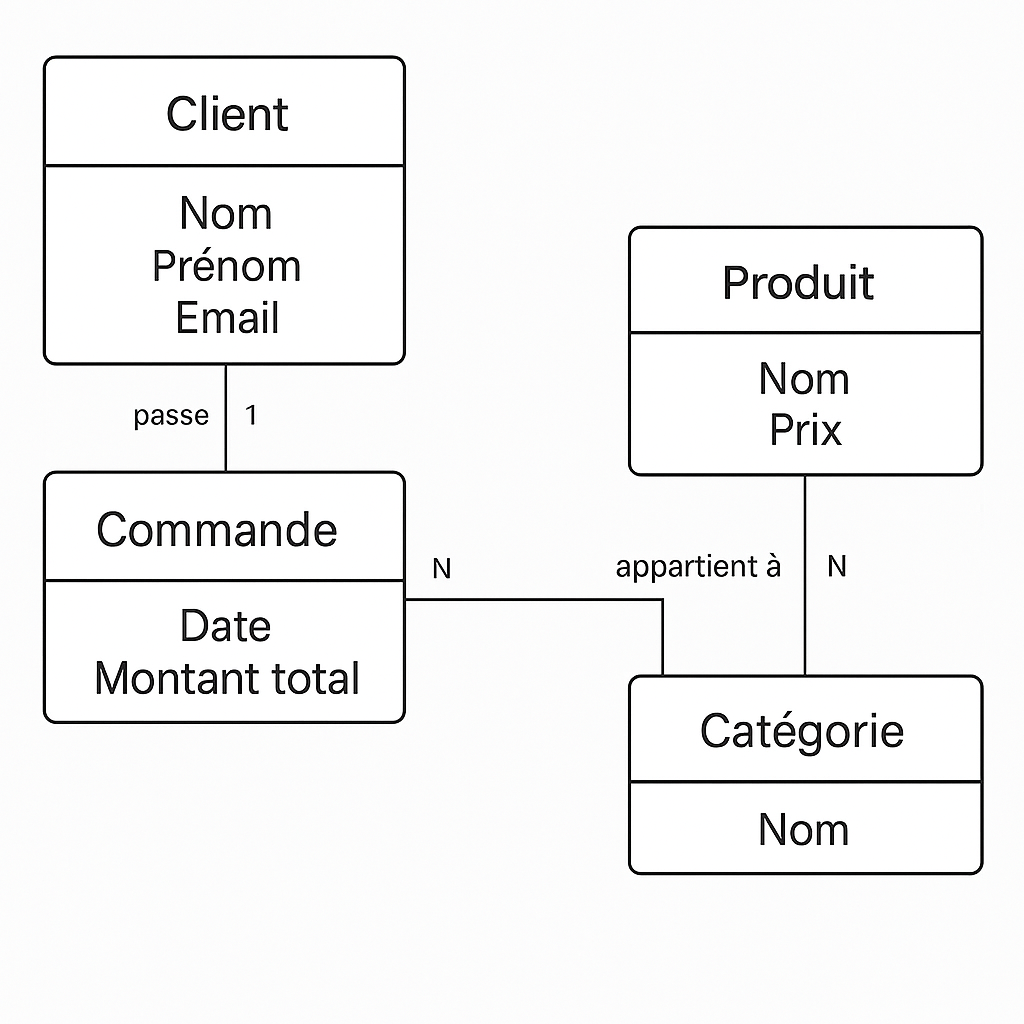 Client
Nom
Prénom
Email
passe 1
Commande
Date
Montant total
N
Produit
Nom
Prix
appartient à N
Catégorie
Nom